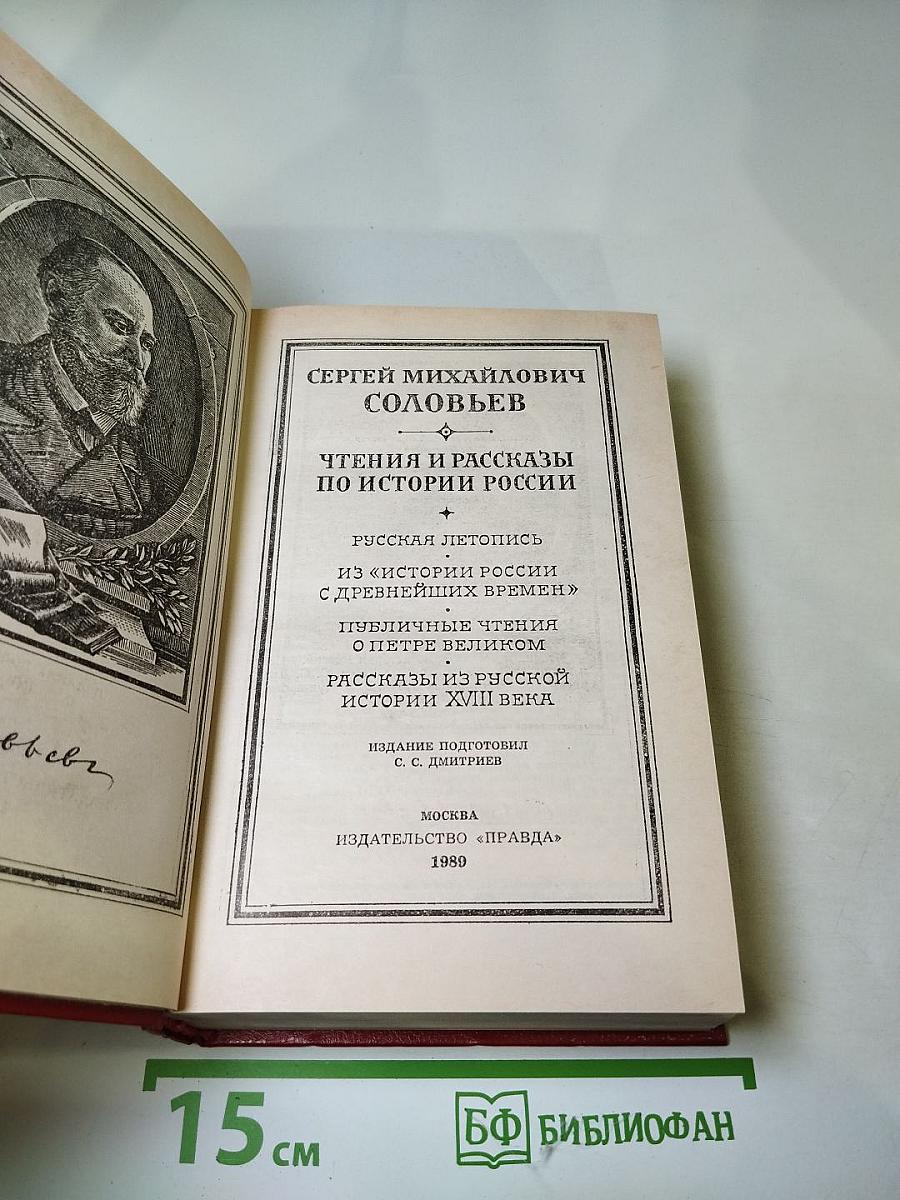 СЕРГЕЙ МИХАЙЛОВИЧ
СОЛОВЬЕВ
ЧТЕНИЯ И РАССКАЗЫ
ПО ИСТОРИИ РОССИИ
РУССКАЯ ЛЕТОПИСЬ
ИЗ «ИСТОРИИ РОССИИ
С ДРЕВНЕЙШИХ ВРЕМЕН»
ПУБЛИЧНЫЕ ЧТЕНИЯ
О ПЕТРЕ ВЕЛИКОМ
РАССКАЗЫ ИЗ РУССКОЙ
ИСТОРИИ XVIII ВЕКА
ИЗДАНИЕ ПОДГОТОВИЛ
С. С. ДМИТРИЕВ
МОСКВА
ИЗДАТЕЛЬСТВО «ПРАВДА»
1989
15 см
БФ БИБЛИОФАН